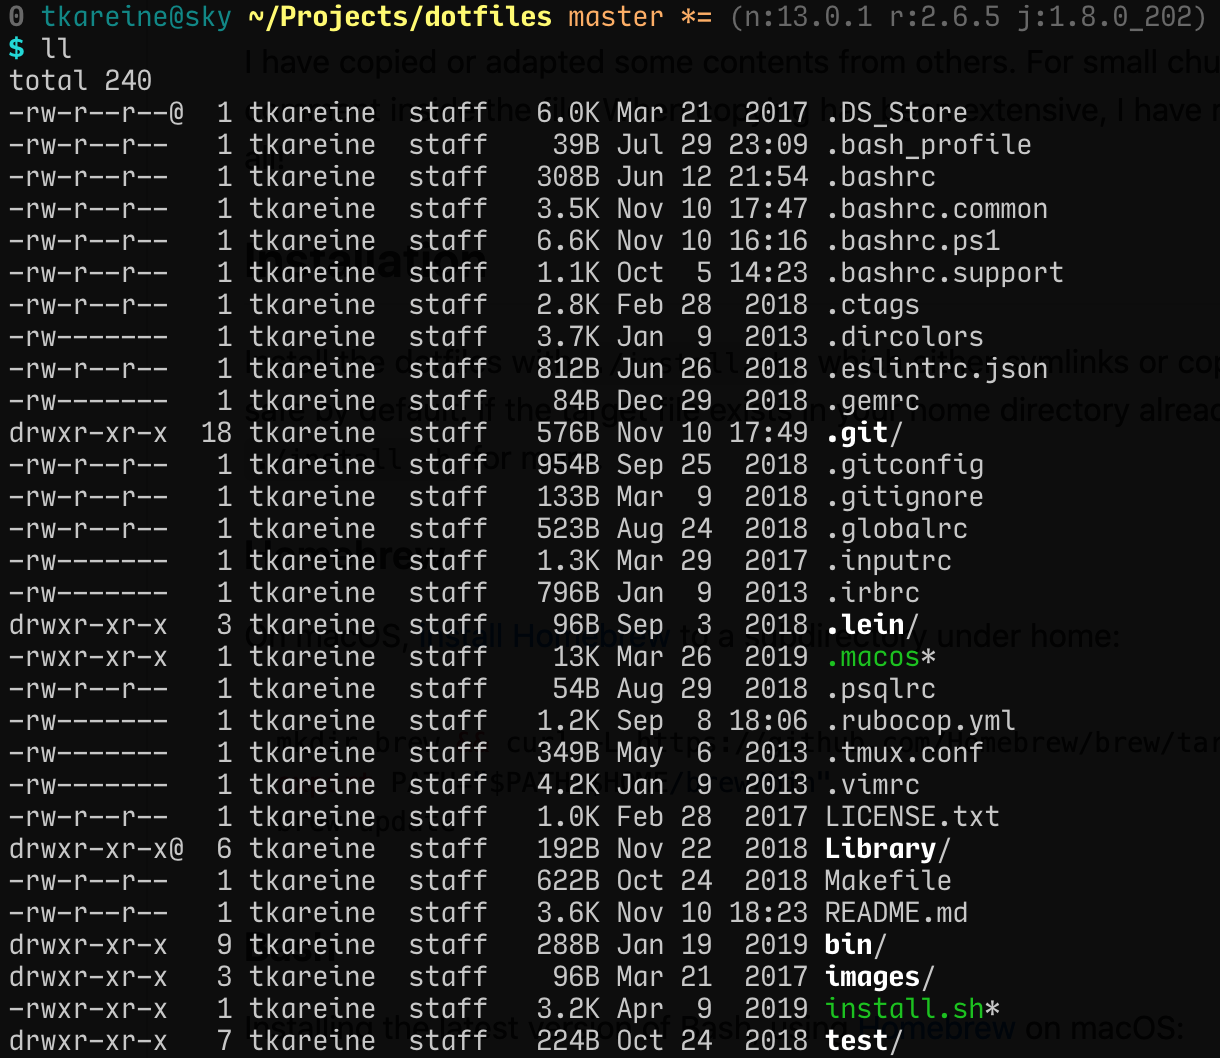 0 tkareine@sky ~/Projects/dotfiles master *= (n:13.0.1 r:2.6.5 j:1.8.0_202)
$ ll
total 240
-rw-r--r--@  1 tkareine  staff   6.0K Mar 21  2017 .DS_Store
-rw-r--r--   1 tkareine  staff    39B Jul 29 23:09 .bash_profile
-rw-r--r--   1 tkareine  staff   308B Jun 12 21:54 .bashrc
-rw-r--r--   1 tkareine  staff   3.5K Nov 10 17:47 .bashrc.common
-rw-r--r--   1 tkareine  staff   6.6K Nov 10 16:16 .bashrc.ps1
-rw-r--r--   1 tkareine  staff   1.1K Oct  5 14:23 .bashrc.support
-rw-r--r--   1 tkareine  staff   2.8K Feb 28  2018 .ctags
-rw-------   1 tkareine  staff   3.7K Jan  9  2013 .dircolors
-rw-r--r--   1 tkareine  staff   812B Jun 26  2018 .eslintrc.json
-rw-------   1 tkareine  staff    84B Dec 29  2018 .gemrc
drwxr-xr-x  18 tkareine  staff   576B Nov 10 17:49 .git/
-rw-r--r--   1 tkareine  staff   954B Sep 25  2018 .gitconfig
-rw-r--r--   1 tkareine  staff   133B Mar  9  2018 .gitignore
-rw-r--r--   1 tkareine  staff   523B Aug 24  2018 .globalrc
-rw-------   1 tkareine  staff   1.3K Mar 29  2017 .inputrc
-rw-------   1 tkareine  staff   796B Jan  9  2013 .irbrc
drwxr-xr-x   3 tkareine  staff    96B Sep  3  2018 .lein/
-rwxr-xr-x   1 tkareine  staff    13K Mar 26  2019 .macos*
-rw-r--r--   1 tkareine  staff    54B Aug 29  2018 .psqlrc
-rw-------   1 tkareine  staff   1.2K Sep  8 18:06 .rubocop.yml
-rw-------   1 tkareine  staff   349B May  6  2013 .tmux.conf
-rw-------   1 tkareine  staff   4.2K Jan  9  2013 .vimrc
-rw-r--r--   1 tkareine  staff   1.0K Feb 28  2017 LICENSE.txt
drwxr-xr-x@  6 tkareine  staff   192B Nov 22  2018 Library/
-rw-r--r--   1 tkareine  staff   622B Oct 24  2018 Makefile
-rw-r--r--   1 tkareine  staff   3.6K Nov 10 18:23 README.md
drwxr-xr-x   9 tkareine  staff   288B Jan 19  2019 bin/
drwxr-xr-x   3 tkareine  staff    96B Mar 21  2017 images/
-rwxr-xr-x   1 tkareine  staff   3.2K Apr  9  2019 install.sh*
drwxr-xr-x   7 tkareine  staff   224B Oct 24  2018 test/